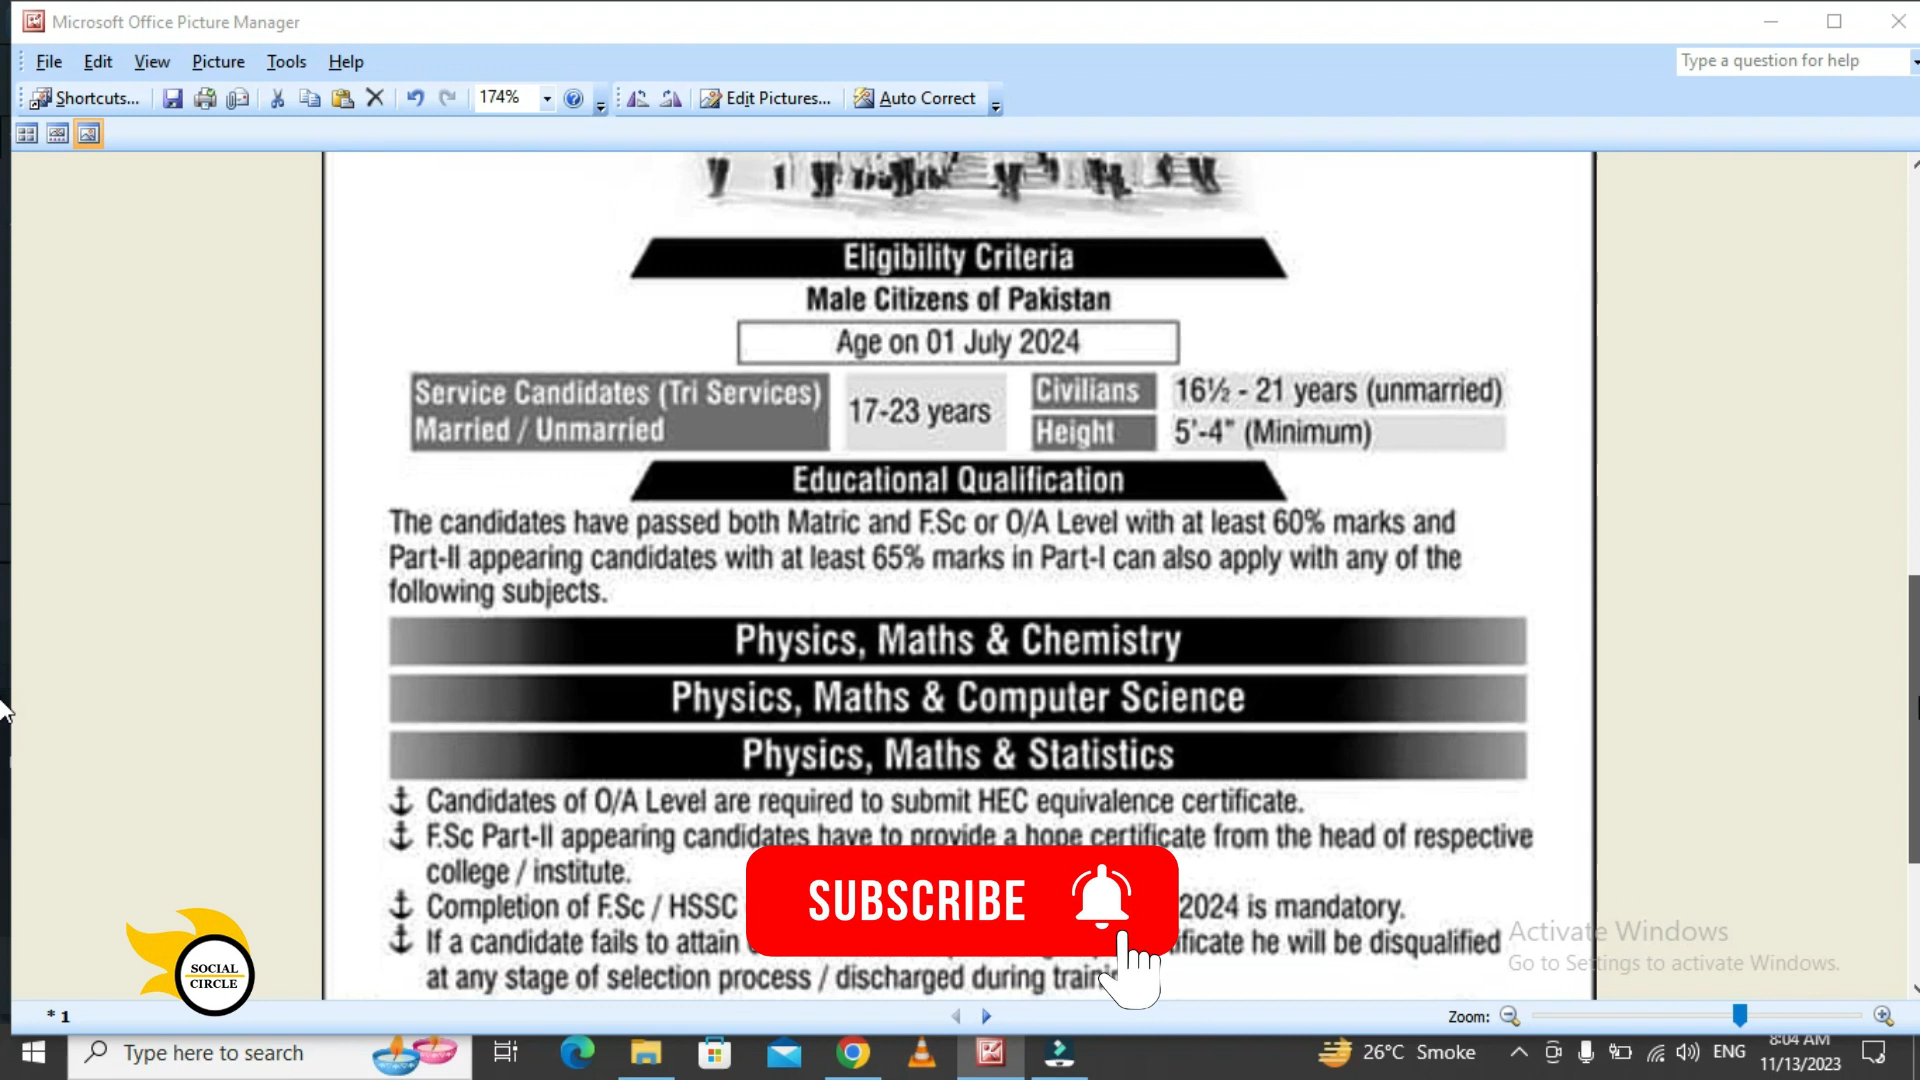 Microsoft Office Picture Manager
File Edit View Picture Tools Help
Type a question for help
Shortcuts... 174% Edit Pictures... Auto Correct
Eligibility Criteria
Male Citizens of Pakistan
Age on 01 July 2024
Service Candidates (Tri Services)
Married / Unmarried
17-23 years
Civilians 16½ - 21 years (unmarried)
Height 5'-4" (Minimum)
Educational Qualification
The candidates have passed both Matric and F.Sc or O/A Level with at least 60% marks and
Part-II appearing candidates with at least 65% marks in Part-I can also apply with any of the
following subjects.
Physics, Maths & Chemistry
Physics, Maths & Computer Science
Physics, Maths & Statistics
Candidates of O/A Level are required to submit HEC equivalence certificate.
F.Sc Part-II appearing candidates have to provide a hope certificate from the head of respective
college / institute.
Completion of F.Sc / HSSC 2024 is mandatory.
If a candidate fails to attain he will be disqualified
at any stage of selection process / discharged during
SUBSCRIBE
SOCIAL
CIRCLE
Activate Windows
Go to Settings to activate Windows.
* 1
Zoom:
Type here to search
26°C Smoke
ENG
8:04 AM
11/13/2023